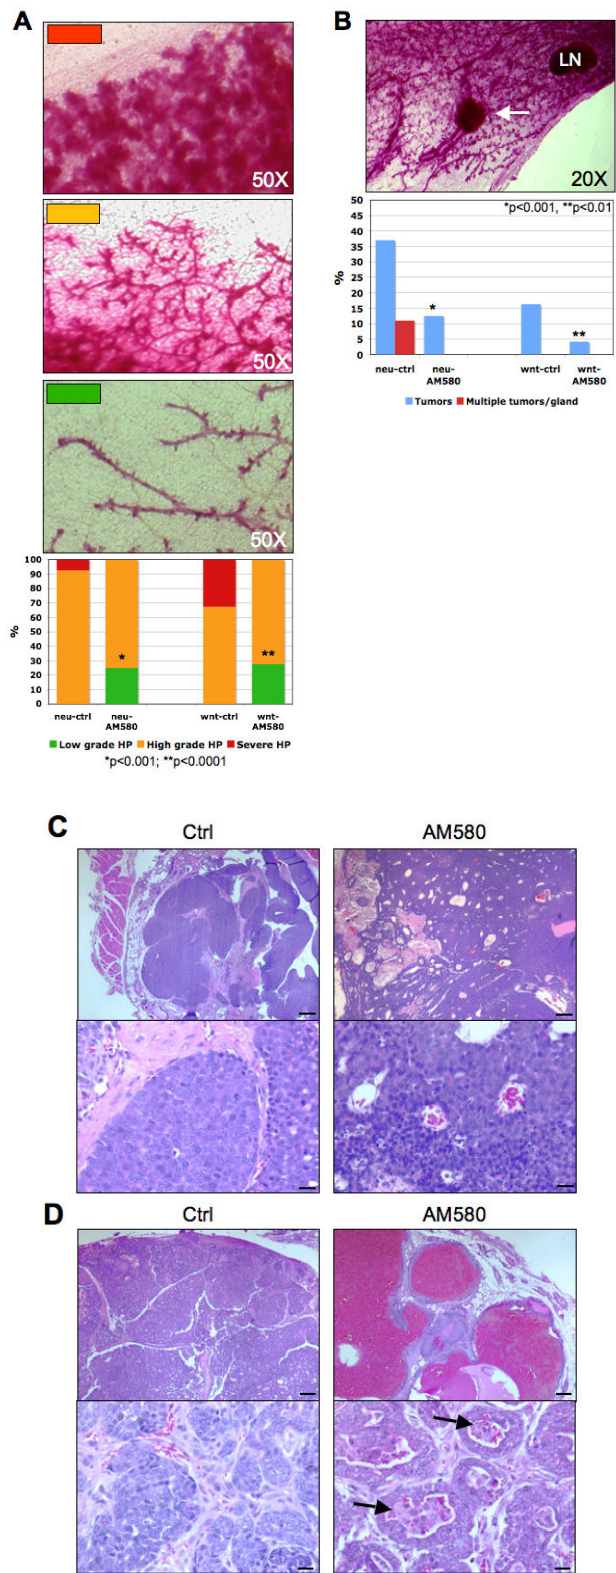 A
50X
50X
50X
%
100
90
80
70
60
50
40
30
20
10
0
*
**
neu-ctrl
neu-AM580
wnt-ctrl
wnt-AM580
Low grade HP High grade HP Severe HP
*p<0.001; **p<0.0001
B
LN
20X
*p<0.001, **p<0.01
%
50
45
40
35
30
25
20
15
10
5
0
*
**
neu-ctrl
neu-
AM580
wnt-ctrl
wnt-
AM580
Tumors Multiple tumors/gland
C
Ctrl AM580
D
Ctrl AM580